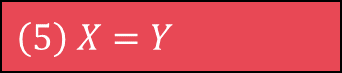 (5) X = Y